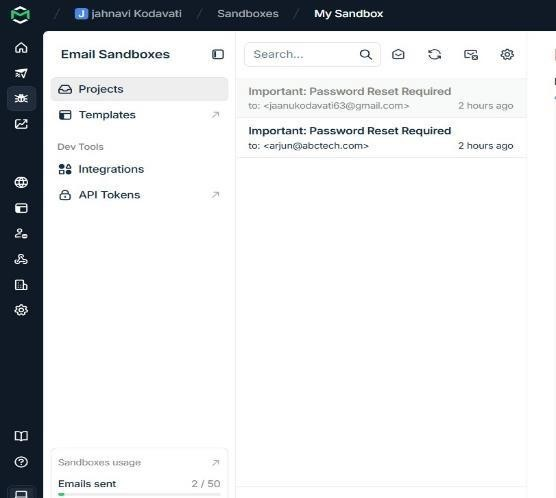 / J jahnavi Kodavati / Sandboxes / My Sandbox
Email Sandboxes
Projects
Templates
Dev Tools
Integrations
API Tokens
Sandboxes usage
Emails sent 2 / 50
Search...
Important: Password Reset Required
to: <jaanukodavati63@gmail.com> 2 hours ago
Important: Password Reset Required
to: <arjun@abctech.com> 2 hours ago